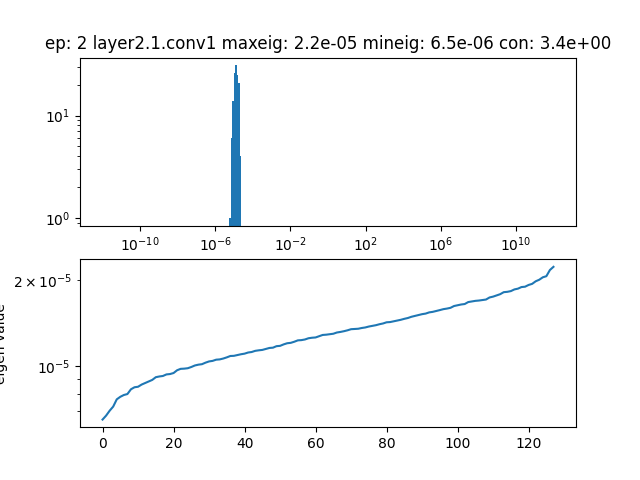 ep: 2 layer2.1.conv1 maxeig: 2.2e-05 mineig: 6.5e-06 con: 3.4e+00
10¹
10⁰
10⁻¹⁰ 10⁻⁶ 10⁻² 10² 10⁶ 10¹⁰
2 × 10⁻⁵
10⁻⁵
eigen value
0 20 40 60 80 100 120